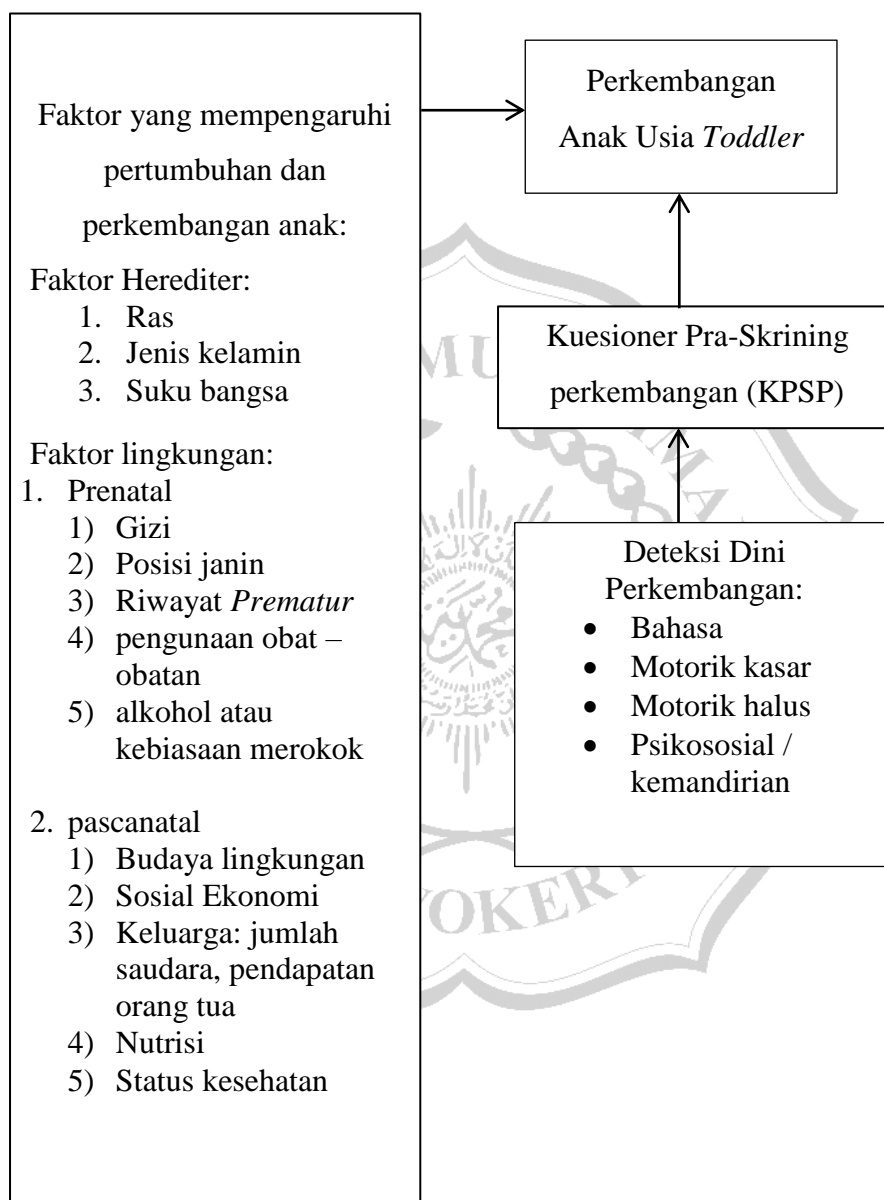 Faktor yang mempengaruhi
pertumbuhan dan
perkembangan anak:
Faktor Herediter:
1. Ras
2. Jenis kelamin
3. Suku bangsa
Faktor lingkungan:
1. Prenatal
1) Gizi
2) Posisi janin
3) Riwayat Prematur
4) pengunaan obat –
obatan
5) alkohol atau
kebiasaan merokok
2. pascanatal
1) Budaya lingkungan
2) Sosial Ekonomi
3) Keluarga: jumlah
saudara, pendapatan
orang tua
4) Nutrisi
5) Status kesehatan
Perkembangan
Anak Usia Toddler
Kuesioner Pra-Skrining
perkembangan (KPSP)
Deteksi Dini
Perkembangan:
• Bahasa
• Motorik kasar
• Motorik halus
• Psikososial /
kemandirian